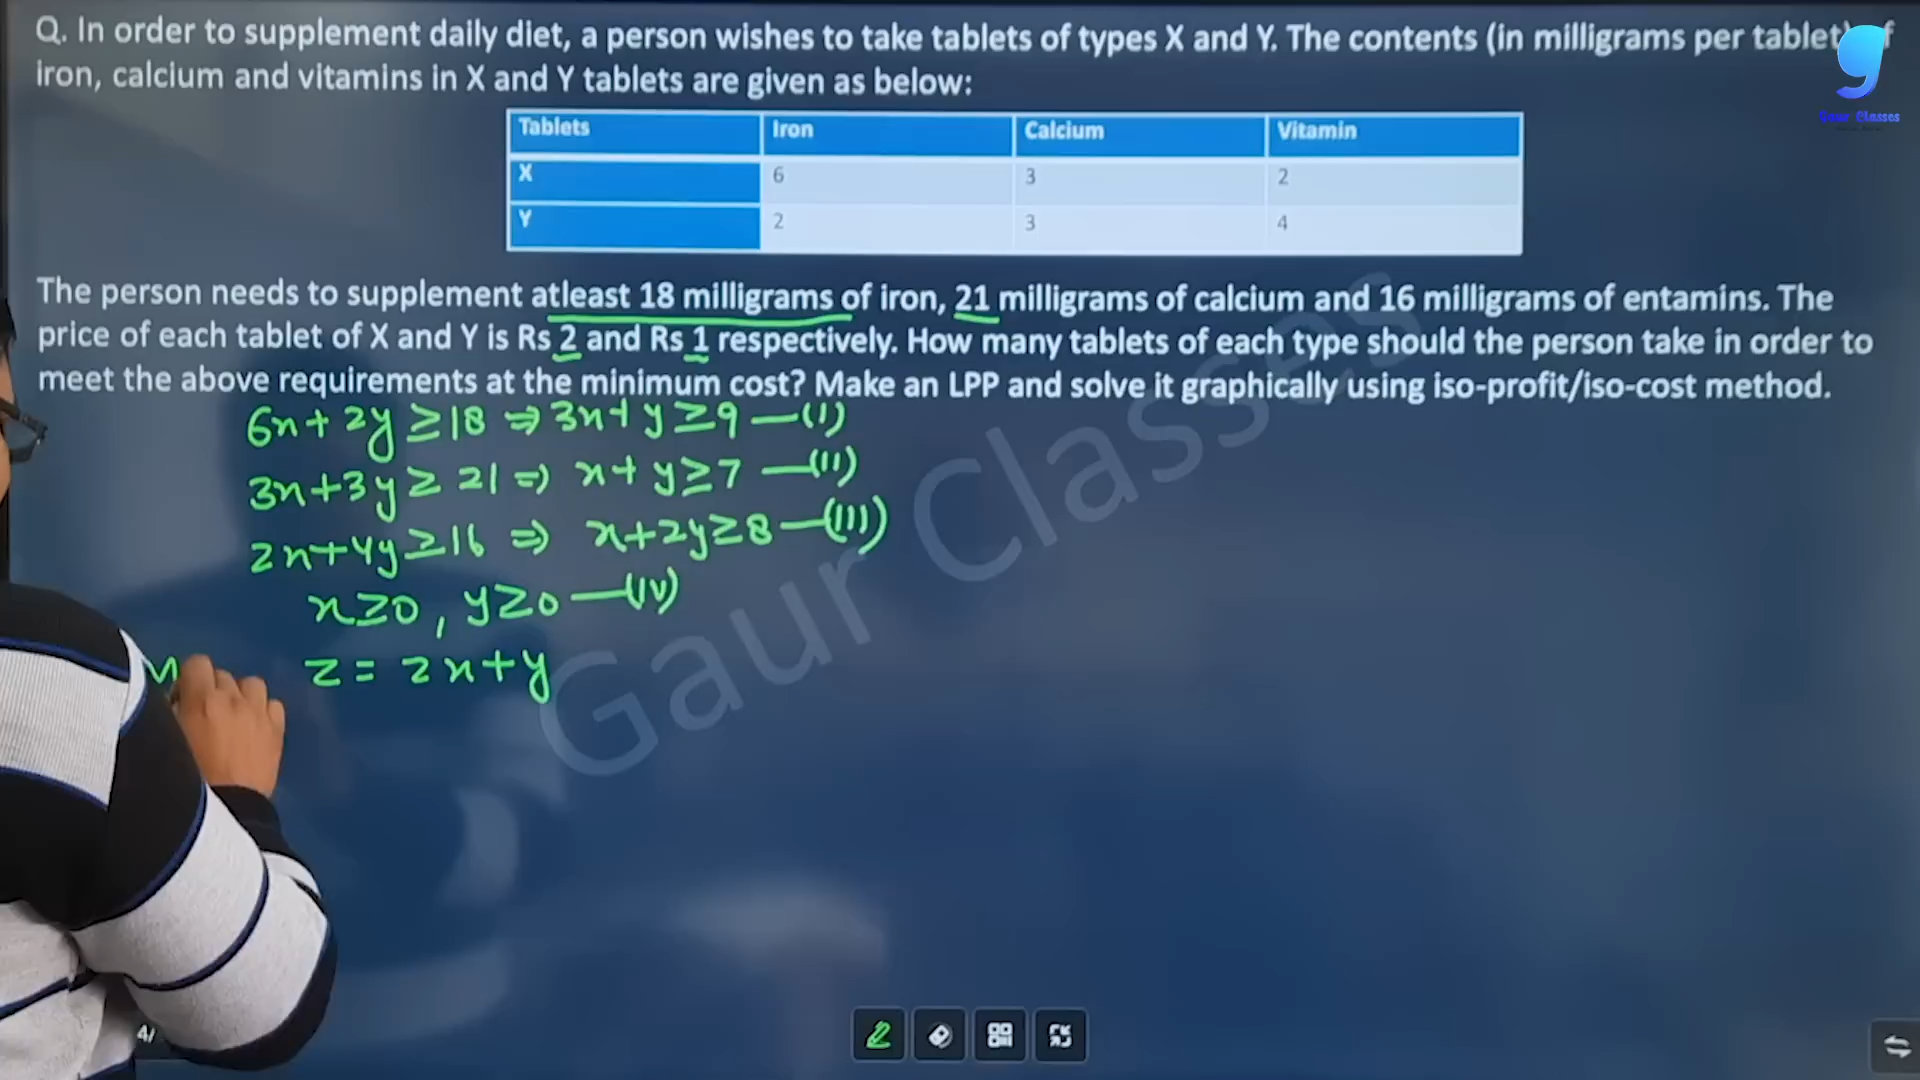 Q. In order to supplement daily diet, a person wishes to take tablets of types X and Y. The contents (in milligrams per tablet) of
iron, calcium and vitamins in X and Y tablets are given as below:
Tablets Iron Calcium Vitamin
X 6 3 2
Y 2 3 4
The person needs to supplement atleast 18 milligrams of iron, 21 milligrams of calcium and 16 milligrams of entamins. The
price of each tablet of X and Y is Rs 2 and Rs 1 respectively. How many tablets of each type should the person take in order to
meet the above requirements at the minimum cost? Make an LPP and solve it graphically using iso-profit/iso-cost method.
6x + 2y ≥ 18 ⇒ 3x + y ≥ 9 —(I)
3x + 3y ≥ 21 ⇒ x + y ≥ 7 —(II)
2x + 4y ≥ 16 ⇒ x + 2y ≥ 8 —(III)
x ≥ 0, y ≥ 0 —(IV)
z = 2x + y
Gaur Classes
Gaur Classes